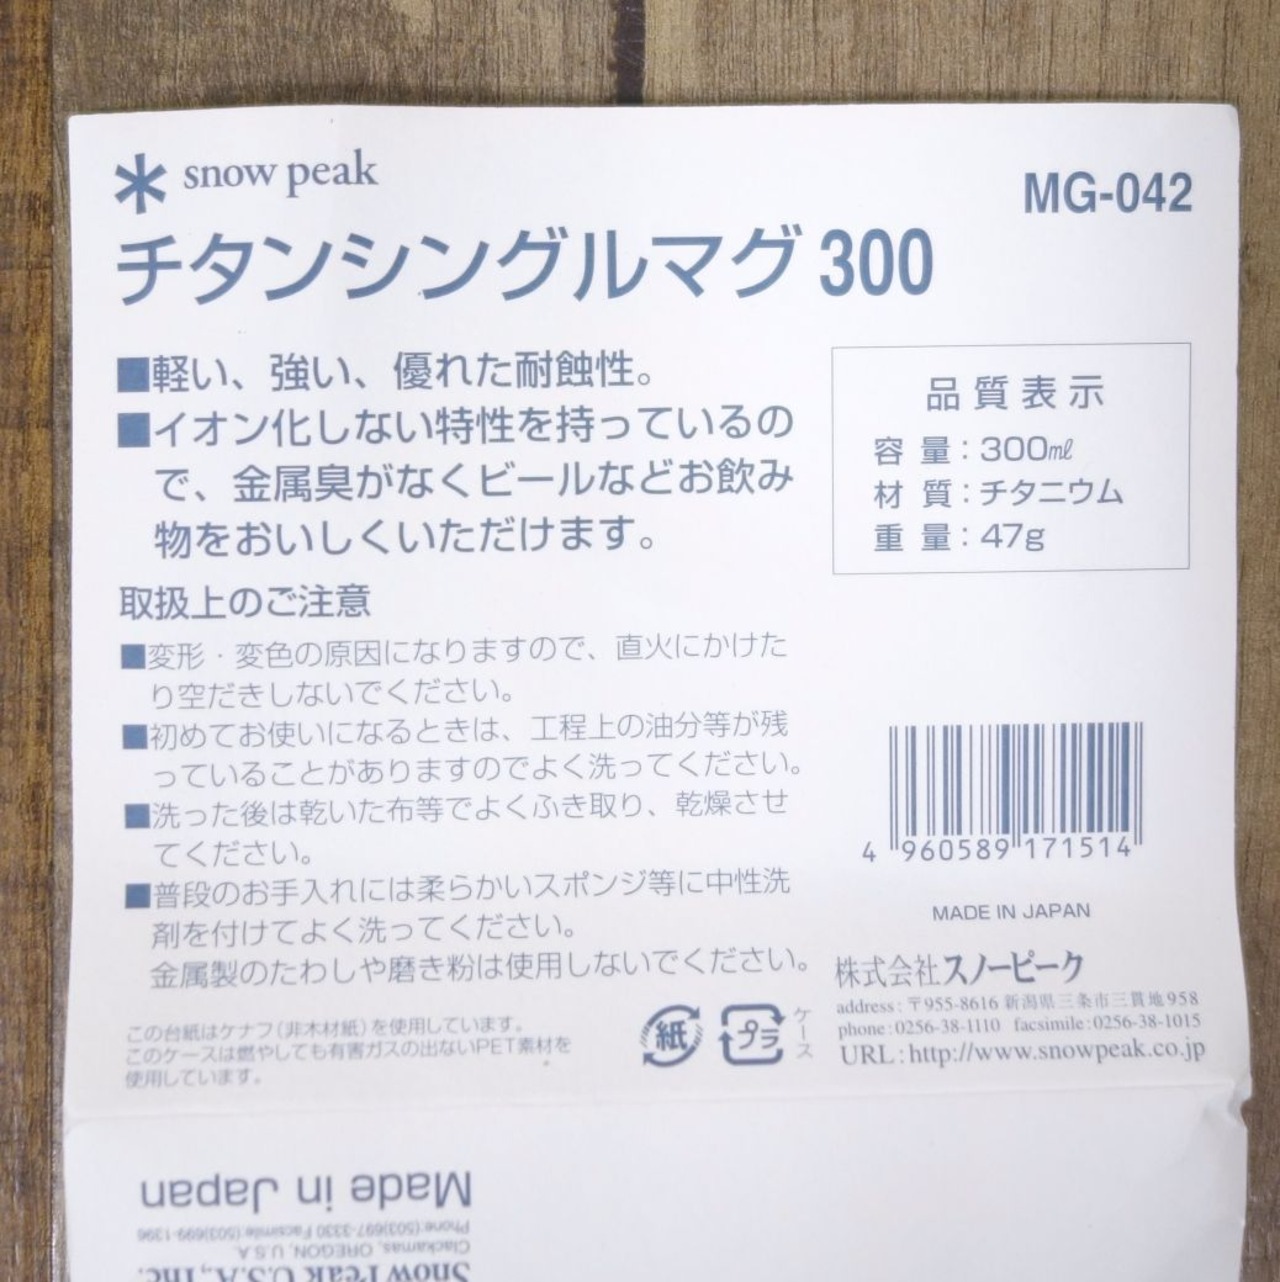 snow peak
MG-042
チタンシングルマグ 300
■軽い、強い、優れた耐蝕性。
■イオン化しない特性を持っているの
で、金属臭がなくビールなどお飲み
物をおいしくいただけます。
品質表示
容量：300㎖
材質：チタニウム
重量：47g
取扱上のご注意
■変形・変色の原因になりますので、直火にかけた
り空だきしないでください。
■初めてお使いになるときは、工程上の油分等が残
っていることがありますのでよく洗ってください。
■洗った後は乾いた布等でよくふき取り、乾燥させ
てください。
■普段のお手入れには柔らかいスポンジ等に中性洗
剤を付けてよく洗ってください。
金属製のたわしや磨き粉は使用しないでください。
この台紙はケナフ(非木材紙)を使用しています。
このケースは燃やしても有害ガスの出ないPET素材を
使用しています。
紙
プラ
ケース
4 960589 171514
MADE IN JAPAN
株式会社スノーピーク
address：〒955-8616 新潟県三条市三貫地958
phone:0256-38-1110 facsimile:0256-38-1015
URL：http://www.snowpeak.co.jp
Snow Peak U.S.A., Inc.
Clackamas, OREGON, U.S.A.
Phone (503)697-3330 Facsimile (503)699-1396
Made in Japan